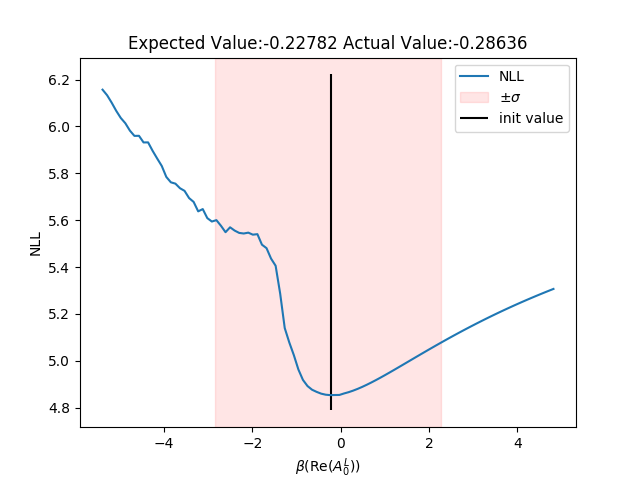 Expected Value:-0.22782 Actual Value:-0.28636
NLL
±σ
init value
6.2
6.0
5.8
5.6
5.4
5.2
5.0
4.8
NLL
−4 −2 0 2 4
β(Re(A₀ᴸ))